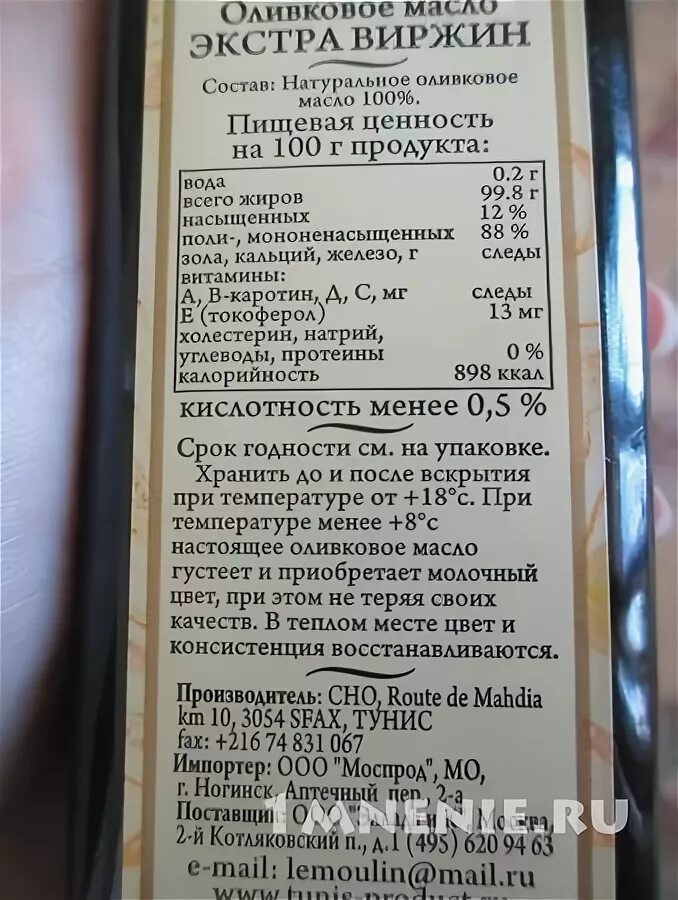 Оливковое масло
ЭКСТРА ВИРЖИН
Состав: Натуральное оливковое
масло 100%.
Пищевая ценность
на 100 г продукта:
вода 0.2 г
всего жиров 99.8 г
насыщенных 12 %
поли-, мононенасыщенных 88 %
зола, кальций, железо, г следы
витамины:
А, В-каротин, Д, С, мг следы
Е (токоферол) 13 мг
холестерин, натрий,
углеводы, протеины 0 %
калорийность 898 ккал
кислотность менее 0,5 %
Срок годности см. на упаковке.
Хранить до и после вскрытия
при температуре от +18°с. При
температуре менее +8°с
настоящее оливковое масло
густеет и приобретает молочный
цвет, при этом не теряя своих
качеств. В теплом месте цвет и
консистенция восстанавливаются.
Производитель: CHO, Route de Mahdia
km 10, 3054 SFAX, ТУНИС
fax: +216 74 831 067
Импортер: ООО "Моспрод", МО,
г. Ногинск, Аптечный пер. 2-а
Поставщик: ООО Москва,
2-й Котляковский п., д.1 (495) 620 94 63
e-mail: lemoulin@mail.ru
www.tunis-product
1MNENIE.RU